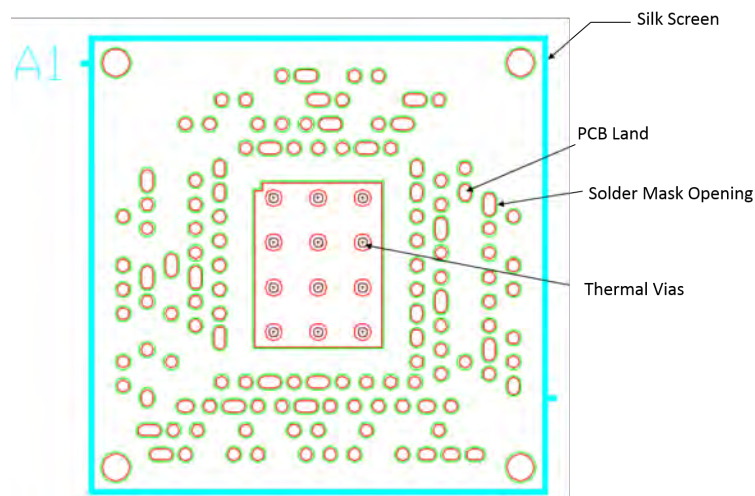 Silk Screen
A1
PCB Land
Solder Mask Opening
Thermal Vias